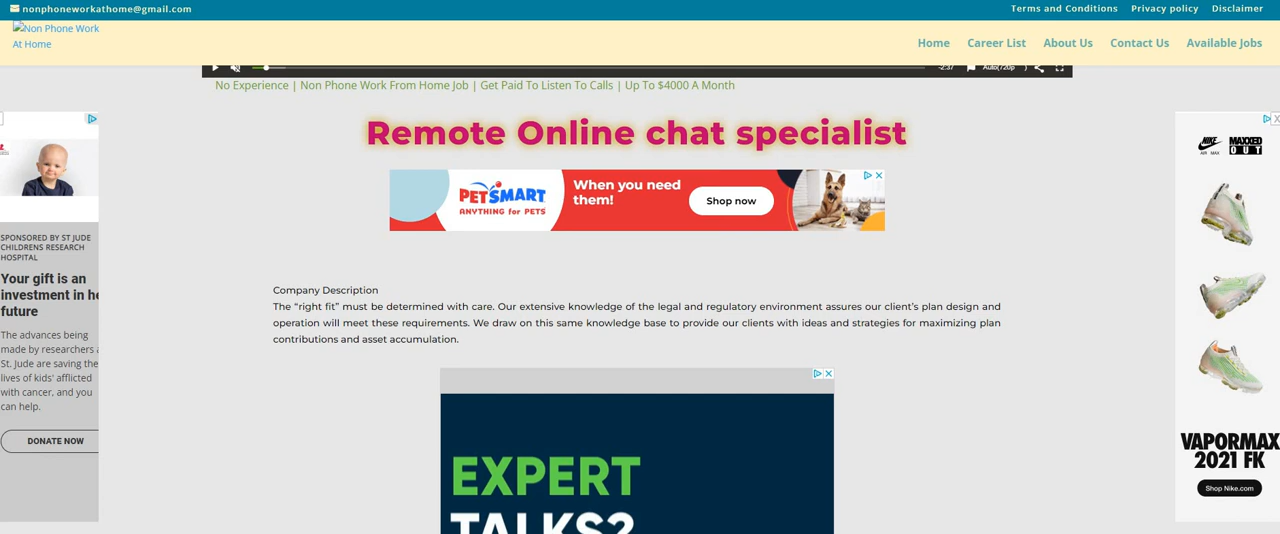 nonphoneworkathome@gmail.com
Terms and Conditions Privacy policy Disclaimer
Non Phone Work
At Home
Home Career List About Us Contact Us Available Jobs
-2:37 Auto(720p )
No Experience | Non Phone Work From Home Job | Get Paid To Listen To Calls | Up To $4000 A Month
Remote Online chat specialist
PETSMART
ANYTHING for PETS
When you need
them!
Shop now
SPONSORED BY ST JUDE
CHILDRENS RESEARCH
HOSPITAL
Your gift is an
investment in
future
The advances being
made by researchers
St. Jude are saving the
lives of kids' afflicted
with cancer, and you
can help.
DONATE NOW
Company Description
The “right fit” must be determined with care. Our extensive knowledge of the legal and regulatory environment assures our client’s plan design and
operation will meet these requirements. We draw on this same knowledge base to provide our clients with ideas and strategies for maximizing plan
contributions and asset accumulation.
EXPERT
TALKS?
NIKE
AIR MAX
MAXXED
OUT
VAPORMAX
2021 FK
Shop Nike.com